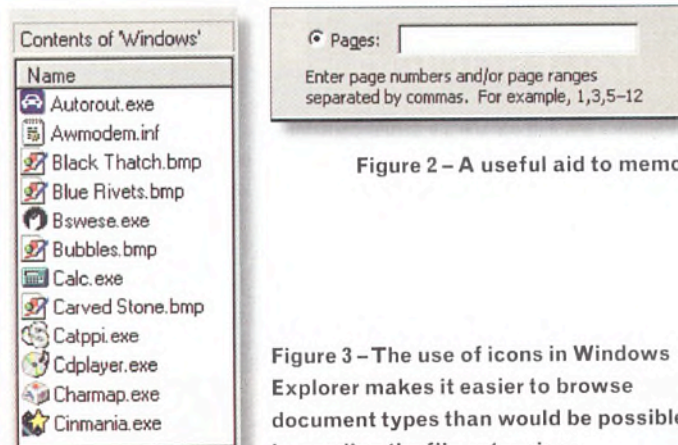 Contents of 'Windows'
Name
Autorout.exe
Awmodem.inf
Black Thatch.bmp
Blue Rivets.bmp
Bswese.exe
Bubbles.bmp
Calc.exe
Carved Stone.bmp
Catppi.exe
Cdplayer.exe
Charmap.exe
Cinmania.exe
Pages:
Enter page numbers and/or page ranges
separated by commas. For example, 1,3,5–12
Figure 2 – A useful aid to
Figure 3 – The use of icons in Windows
Explorer makes it easier to browse
document types than would be possible